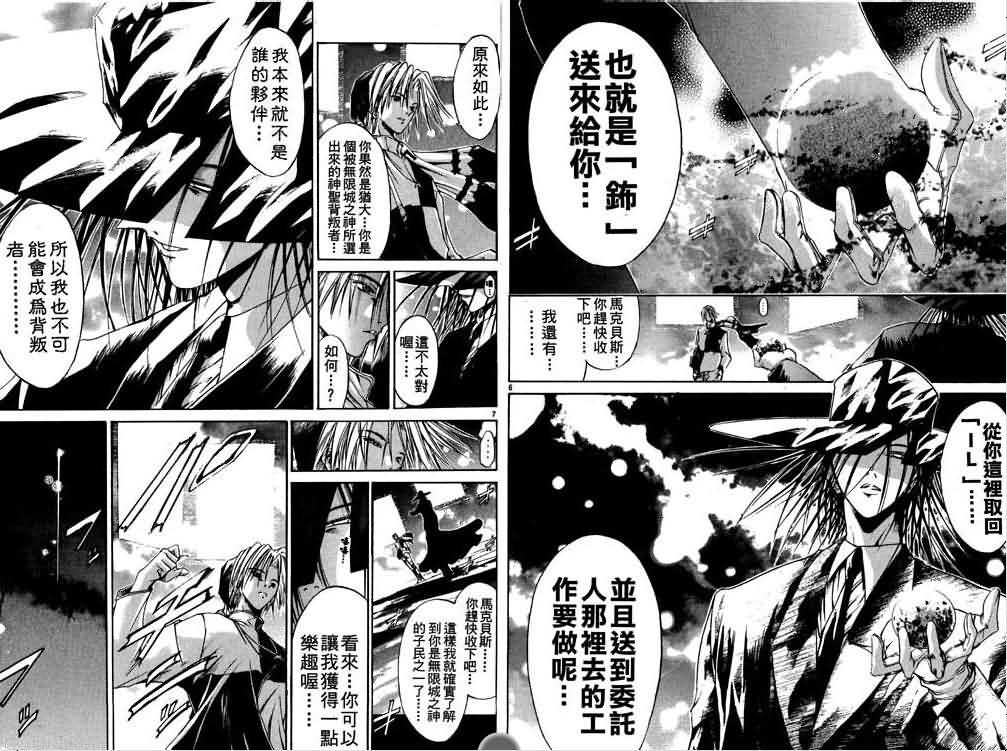 也就是「鈽」
送來給你…
馬克貝斯…
你趕快收
下吧……
我還有…
……
6
從你這裡取回
「IL」……
並且送到委託
人那裡去的工
作要做呢…
原來如此…
你果然是猶大…你是
個被無限城之神所選
出來的神聖背叛者…
這不太對
喔……
如何…?
我本來就不是
誰的夥伴…
所以我也不可
能會成爲背叛
者…………
7
…
馬克貝斯……
你趕快收下吧…
這樣我就確實了解
到你是無限城之神
的子民之一了……
看來…你可以
讓我獲得一點
樂趣喔……